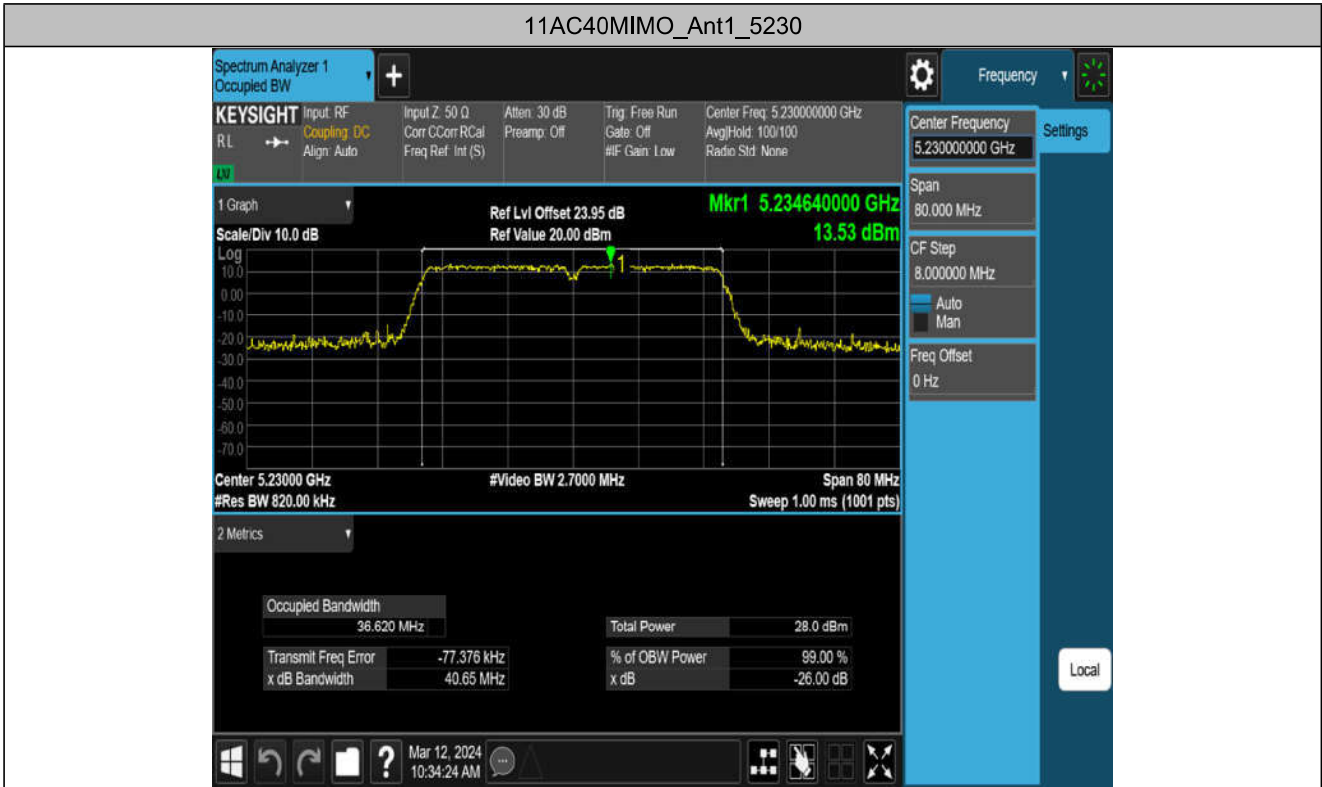 11AC40MIMO_Ant1_5230
Spectrum Analyzer 1
Occupied BW
+
Frequency
KEYSIGHT
RL
LXI
Input: RF
Coupling: DC
Align: Auto
Input Z: 50 Ω
Corr CCorr RCal
Freq Ref: Int (S)
Atten: 30 dB
Preamp: Off
Trig: Free Run
Gate: Off
#IF Gain: Low
Center Freq: 5.230000000 GHz
Avg|Hold: 100/100
Radio Std: None
Center Frequency
5.230000000 GHz
Settings
Span
80.000 MHz
CF Step
8.000000 MHz
Auto
Man
Freq Offset
0 Hz
Local
1 Graph
Scale/Div 10.0 dB
Ref Lvl Offset 23.95 dB
Ref Value 20.00 dBm
Mkr1 5.234640000 GHz
13.53 dBm
Log
10.0
0.00
-10.0
-20.0
-30.0
-40.0
-50.0
-60.0
-70.0
1
Center 5.23000 GHz
#Res BW 820.00 kHz
#Video BW 2.7000 MHz
Span 80 MHz
Sweep 1.00 ms (1001 pts)
2 Metrics
Occupied Bandwidth
36.620 MHz
Total Power 28.0 dBm
Transmit Freq Error -77.376 kHz
% of OBW Power 99.00 %
x dB Bandwidth 40.65 MHz
x dB -26.00 dB
?
Mar 12, 2024
10:34:24 AM